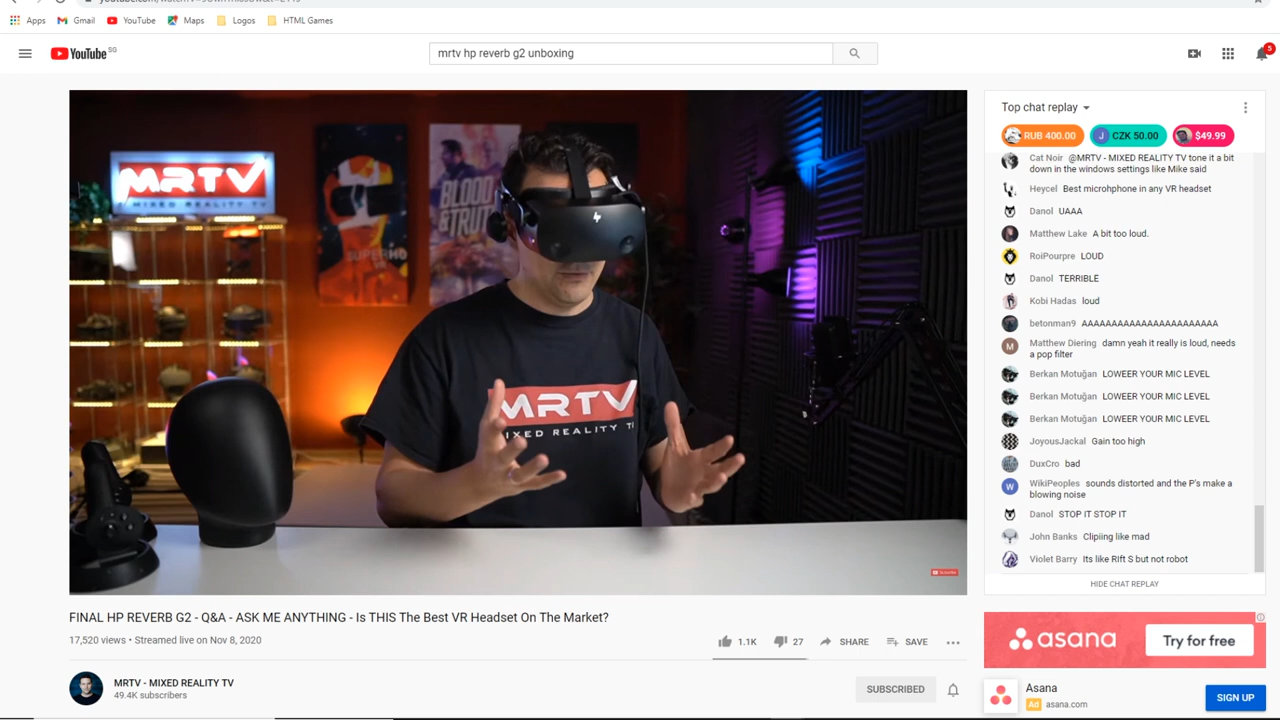 Apps Gmail YouTube Maps Logos HTML Games
YouTube SG
mrtv hp reverb g2 unboxing
5
MRTV
MIXED REALITY TV
BLOOD
MRTV
MIXED REALITY
FINAL HP REVERB G2 - Q&A - ASK ME ANYTHING - Is THIS The Best VR Headset On The Market?
17,520 views • Streamed live on Nov 8, 2020
1.1K 27 SHARE SAVE
MRTV - MIXED REALITY TV
49.4K subscribers
SUBSCRIBED
Top chat replay
RUB 400.00 J CZK 50.00 $49.99
Cat Noir @MRTV - MIXED REALITY TV tone it a bit
down in the windows settings like Mike said
Heycel Best microhphone in any VR headset
Danol UAAA
Matthew Lake A bit too loud.
RoiPourpre LOUD
Danol TERRIBLE
Kobi Hadas loud
betonman9 AAAAAAAAAAAAAAAAAAAAAAAA
M Matthew Diering damn yeah it really is loud, needs
a pop filter
Berkan Motuğan LOWEER YOUR MIC LEVEL
Berkan Motuğan LOWEER YOUR MIC LEVEL
Berkan Motuğan LOWEER YOUR MIC LEVEL
JoyousJackal Gain too high
DuxCro bad
W WikiPeoples sounds distorted and the P's make a
blowing noise
Danol STOP IT STOP IT
John Banks Clipiing like mad
Violet Barry Its like RIft S but not robot
HIDE CHAT REPLAY
asana Try for free
Asana
Ad asana.com
SIGN UP